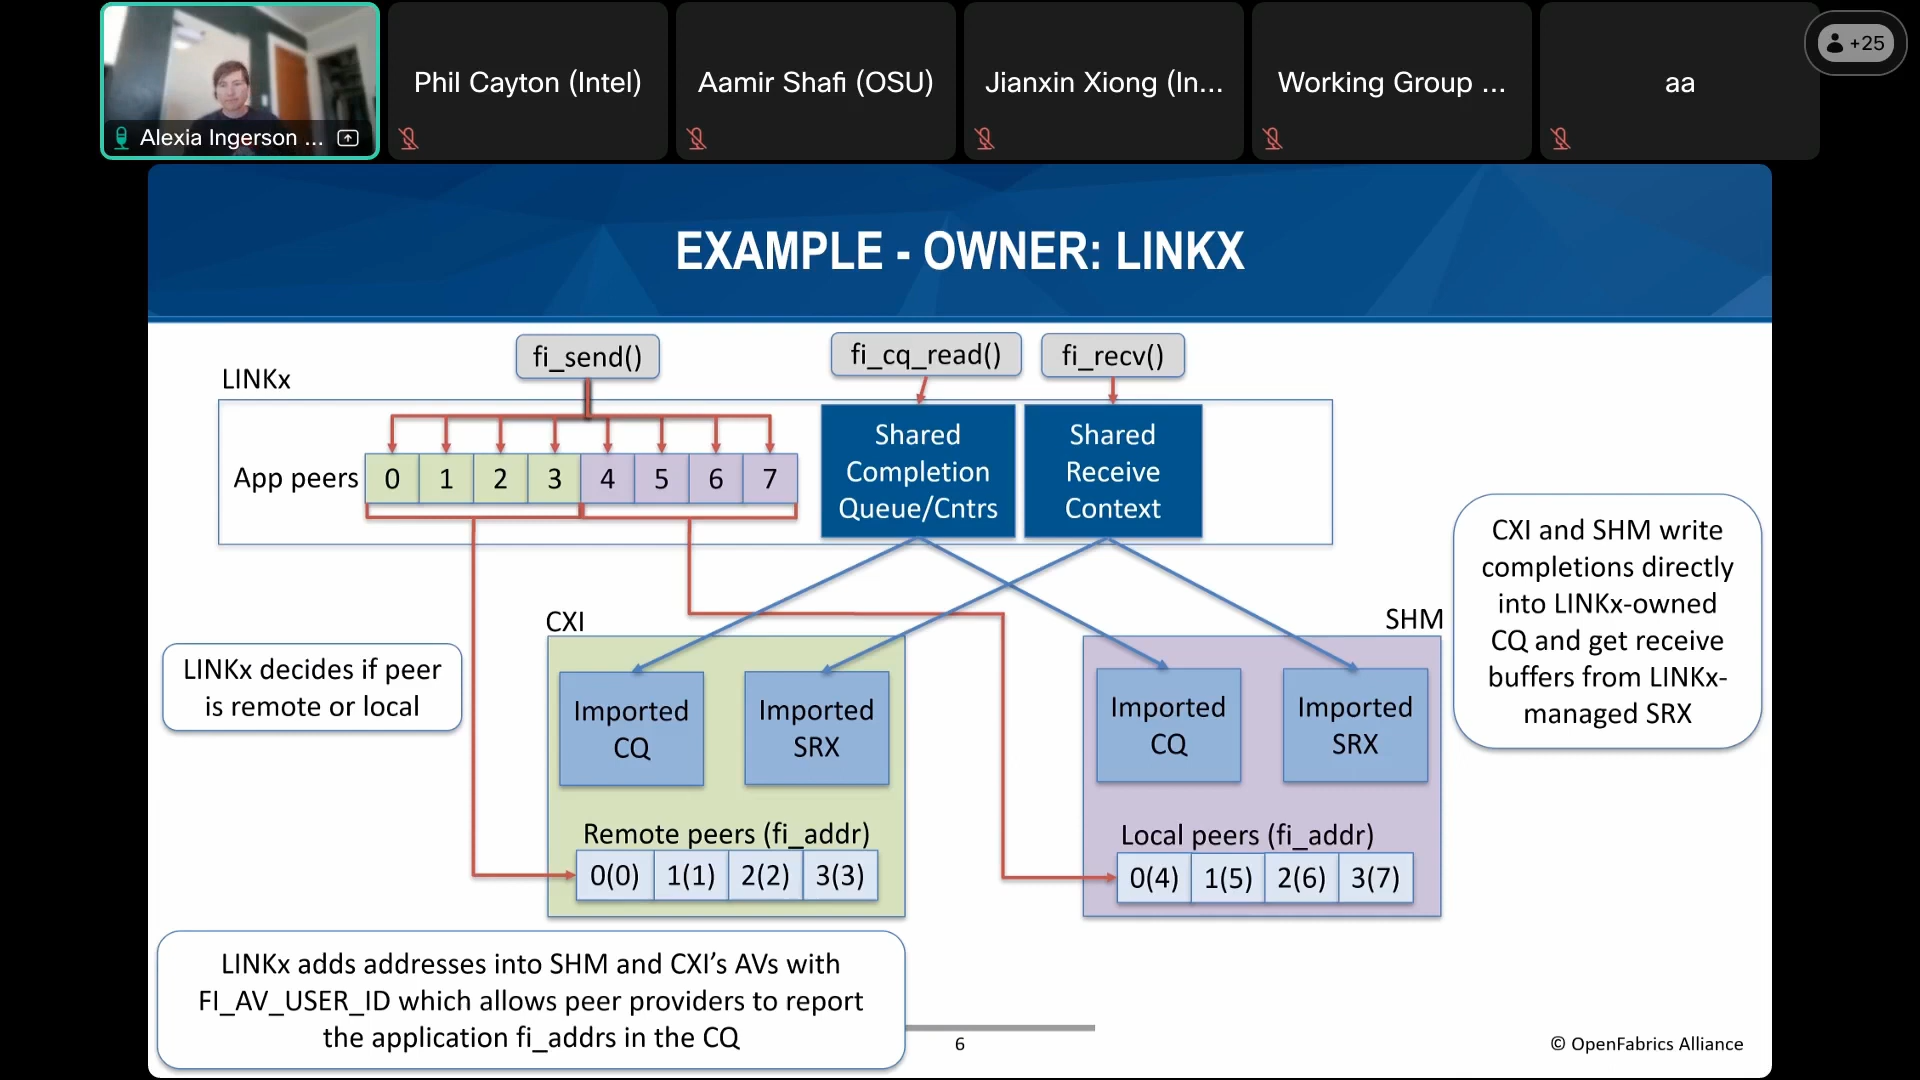 Alexia Ingerson ...
Phil Cayton (Intel)
Aamir Shafi (OSU)
Jianxin Xiong (In...
Working Group ...
aa
+25
EXAMPLE - OWNER: LINKX
fi_send()
fi_cq_read()
fi_recv()
LINKx
App peers
0 1 2 3 4 5 6 7
Shared
Completion
Queue/Cntrs
Shared
Receive
Context
CXI and SHM write
completions directly
into LINKx-owned
CQ and get receive
buffers from LINKx-
managed SRX
LINKx decides if peer
is remote or local
CXI
Imported
CQ
Imported
SRX
Remote peers (fi_addr)
0(0) 1(1) 2(2) 3(3)
SHM
Imported
CQ
Imported
SRX
Local peers (fi_addr)
0(4) 1(5) 2(6) 3(7)
LINKx adds addresses into SHM and CXI’s AVs with
FI_AV_USER_ID which allows peer providers to report
the application fi_addrs in the CQ
6
© OpenFabrics Alliance